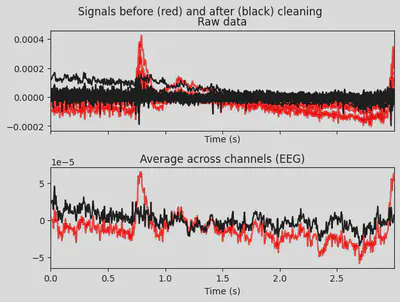 Signals before (red) and after (black) cleaning
Raw data
0.0004
0.0002
0.0000
−0.0002
Time (s)
1e−5
Average across channels (EEG)
5
0
−5
0.0 0.5 1.0 1.5 2.0 2.5
Time (s)